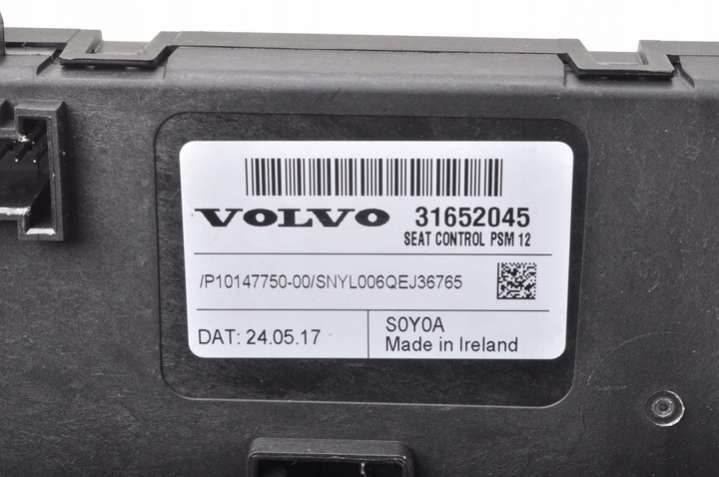 VOLVO 31652045
SEAT CONTROL PSM 12
/P10147750-00/SNYL006QEJ36765
DAT: 24.05.17
S0Y0A
Made in Ireland